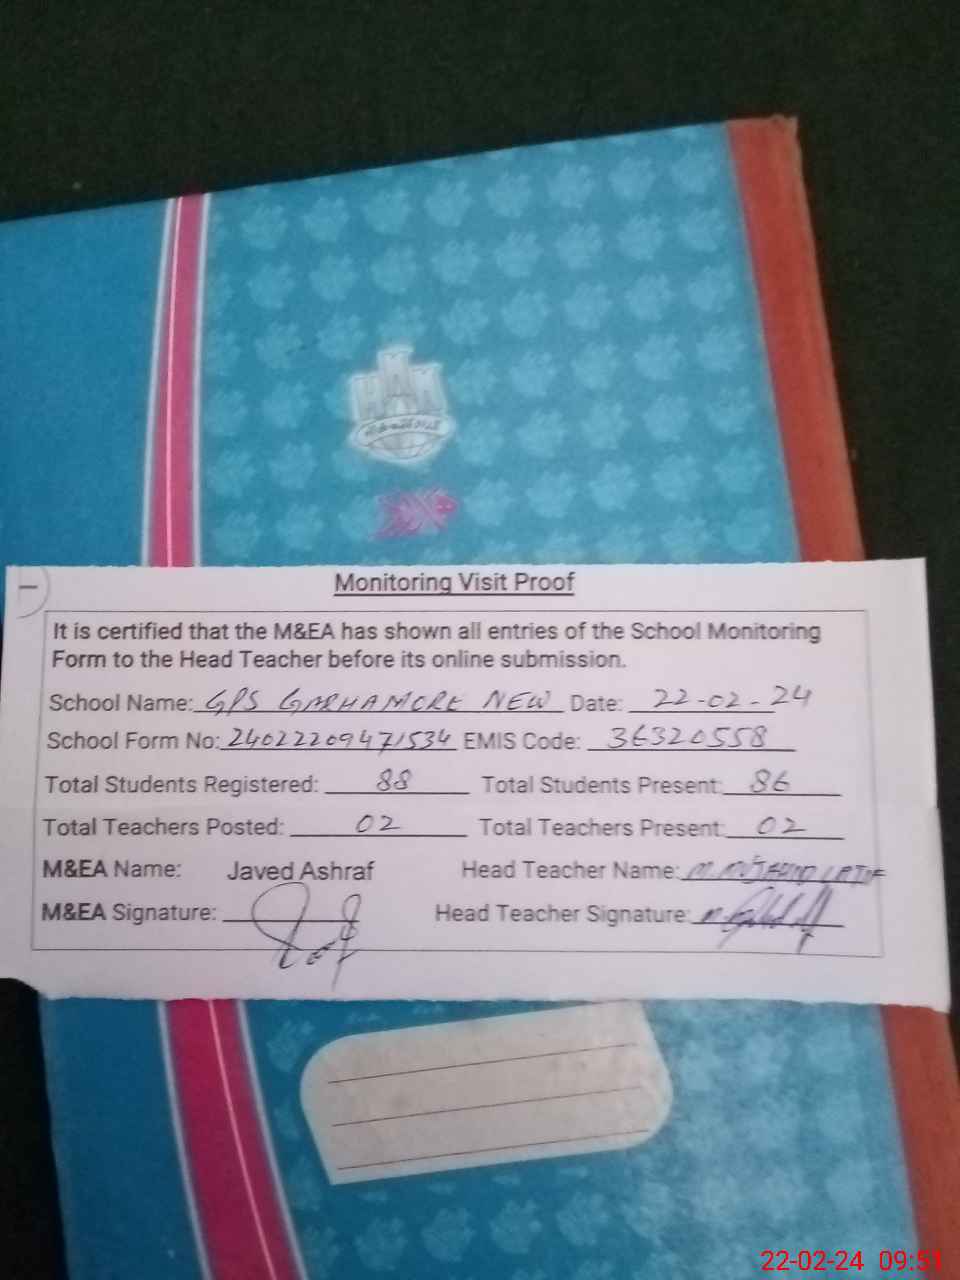 Monitoring Visit Proof
It is certified that the M&EA has shown all entries of the School Monitoring
Form to the Head Teacher before its online submission.
School Name: GPS GARHAMORE NEW Date: 22-02-24
School Form No: 24022209471534 EMIS Code: 36320558
Total Students Registered: 88 Total Students Present: 86
Total Teachers Posted: 02 Total Teachers Present: 02
M&EA Name: Javed Ashraf Head Teacher Name: M. MUJAHID LATIF
M&EA Signature: Head Teacher Signature:
22-02-24 09:51